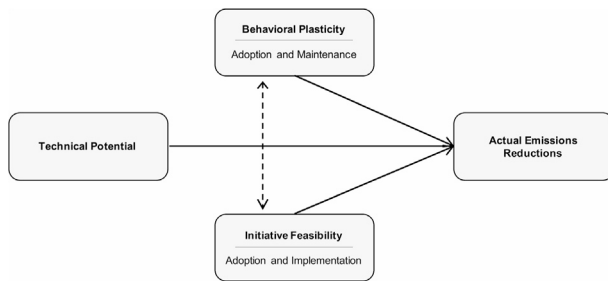 Behavioral Plasticity
Adoption and Maintenance
Technical Potential
Actual Emissions
Reductions
Initiative Feasibility
Adoption and Implementation